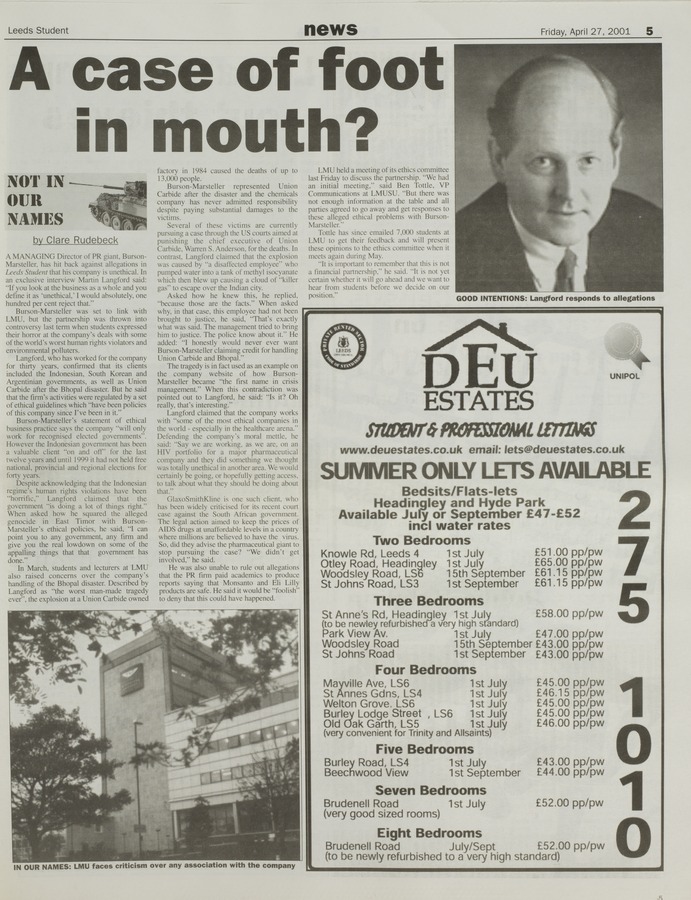 Leeds Student
news
Friday, April 27, 2001 5
A case of foot
in mouth?
NOT IN
OUR
NAMES
by Clare Rudebeck
A MANAGING Director of PR giant, Burson-
Marsteller, has hit back against allegations in
Leeds Student that his company is unethical. In
an exclusive interview Martin Langford said:
"If you look at the business as a whole and you
define it as 'unethical,' I would absolutely, one
hundred per cent reject that."
Burson-Marsteller was set to link with
LMU, but the partnership was thrown into
controversy last term when students expressed
their horror at the company's deals with some
of the world's worst human rights violators and
environmental polluters.
Langford, who has worked for the company
for thirty years, confirmed that its clients
included the Indonesian, South Korean and
Argentinian governments, as well as Union
Carbide after the Bhopal disaster. But he said
that the firm's activities were regulated by a set
of ethical guidelines which "have been policies
of this company since I've been in it."
Burson-Marsteller's statement of ethical
business practice says the company "will only
work for recognised elected governments".
However the Indonesian government has been
a valuable client "on and off" for the last
twelve years and until 1999 it had not held free
national, provincial and regional elections for
forty years.
Despite acknowledging that the Indonesian
regime's human rights violations have been
"horrific," Langford claimed that the
government "is doing a lot of things right."
When asked how he squared the alleged
genocide in East Timor with Burson-
Marsteller's ethical policies, he said, "I can
point you to any government, any firm and
give you the real lowdown on some of the
appalling things that that government has
done."
In March, students and lecturers at LMU
also raised concerns over the company's
handling of the Bhopal disaster. Described by
Langford as "the worst man-made tragedy
ever", the explosion at a Union Carbide owned
factory in 1984 caused the deaths of up to
13,000 people.
Burson-Marsteller represented Union
Carbide after the disaster and the chemicals
company has never admitted responsibility
despite paying substantial damages to the
victims.
Several of these victims are currently
pursuing a case through the US courts aimed at
punishing the chief executive of Union
Carbide, Warren S. Anderson, for the deaths. In
contrast, Langford claimed that the explosion
was caused by "a disaffected employee" who
pumped water into a tank of methyl isocyanate
which then blew up causing a cloud of "killer
gas" to escape over the Indian city.
Asked how he knew this, he replied,
"because those are the facts." When asked
why, in that case, this employee had not been
brought to justice, he said, "That's exactly
what was said. The management tried to bring
him to justice. The police know about it." He
added: "I honestly would never ever want
Burson-Marsteller claiming credit for handling
Union Carbide and Bhopal."
The tragedy is in fact used as an example on
the company website of how Burson-
Marsteller became "the first name in crisis
management." When this contradiction was
pointed out to Langford, he said: "Is it? Oh
really, that's interesting."
Langford claimed that the company works
with "some of the most ethical companies in
the world - especially in the healthcare arena."
Defending the company's moral mettle, he
said: "Say we are working, as we are, on an
HIV portfolio for a major pharmaceutical
company and they did something we thought
was totally unethical in another area. We would
certainly be going, or hopefully getting access,
to talk about what they should be doing about
that."
GlaxoSmithKline is one such client, who
has been widely criticised for its recent court
case against the South African government.
The legal action aimed to keep the prices of
AIDS drugs at unaffordable levels in a country
where millions are believed to have the virus.
So, did they advise the pharmaceutical giant to
stop pursuing the case? "We didn't get
involved," he said.
He was also unable to rule out allegations
that the PR firm paid academics to produce
reports saying that Monsanto and Eli Lilly
products are safe. He said it would be "foolish"
to deny that this could have happened.
LMU held a meeting of its ethics committee
last Friday to discuss the partnership. "We had
an initial meeting," said Ben Tottle, VP
Communications at LMUSU. "But there was
not enough information at the table and all
parties agreed to go away and get responses to
these alleged ethical problems with Burson-
Marsteller."
Tottle has since emailed 7,000 students at
LMU to get their feedback and will present
these opinions to the ethics committee when it
meets again during May.
"It is important to remember that this is not
a financial partnership," he said. "It is not yet
certain whether it will go ahead and we want to
hear from students before we decide on our
position."
GOOD INTENTIONS: Langford responds to allegations
IN OUR NAMES: LMU faces criticism over any association with the company
PRIVATE RENTED SECTOR
LEEDS
CODE OF STANDARDS
DEU
ESTATES
UNIPOL
STUDENT & PROFESSIONAL LETTINGS
www.deuestates.co.uk email: lets@deuestates.co.uk
SUMMER ONLY LETS AVAILABLE
Bedsits/Flats-lets
Headingley and Hyde Park
Available July or September £47-£52
incl water rates
Two Bedrooms
Knowle Rd, Leeds 4 1st July £51.00 pp/pw
Otley Road, Headingley 1st July £65.00 pp/pw
Woodsley Road, LS6 15th September £61.15 pp/pw
St Johns Road, LS3 1st September £61.15 pp/pw
Three Bedrooms
St Anne's Rd, Headingley 1st July £58.00 pp/pw
(to be newley refurbished a very high standard)
Park View Av. 1st July £47.00 pp/pw
Woodsley Road 15th September £43.00 pp/pw
St Johns Road 1st September £43.00 pp/pw
Four Bedrooms
Mayville Ave, LS6 1st July £45.00 pp/pw
St Annes Gdns, LS4 1st July £46.15 pp/pw
Welton Grove. LS6 1st July £45.00 pp/pw
Burley Lodge Street , LS6 1st July £45.00 pp/pw
Old Oak Garth, LS5 1st July £46.00 pp/pw
(very convenient for Trinity and Allsaints)
Five Bedrooms
Burley Road, LS4 1st July £43.00 pp/pw
Beechwood View 1st September £44.00 pp/pw
Seven Bedrooms
Brudenell Road 1st July £52.00 pp/pw
(very good sized rooms)
Eight Bedrooms
Brudenell Road July/Sept £52.00 pp/pw
(to be newly refurbished to a very high standard)
2
7
5
1
0
1
0